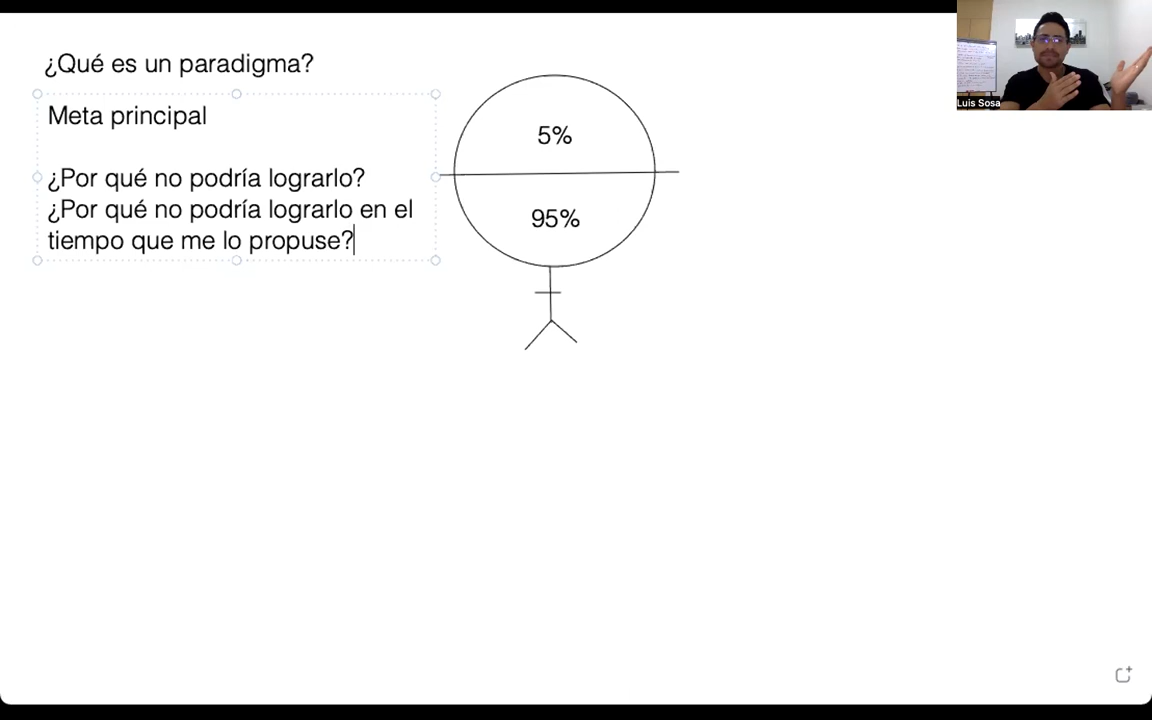 ¿Qué es un paradigma?
Meta principal
¿Por qué no podría lograrlo?
¿Por qué no podría lograrlo en el
tiempo que me lo propuse?
5%
95%
Luis Sosa